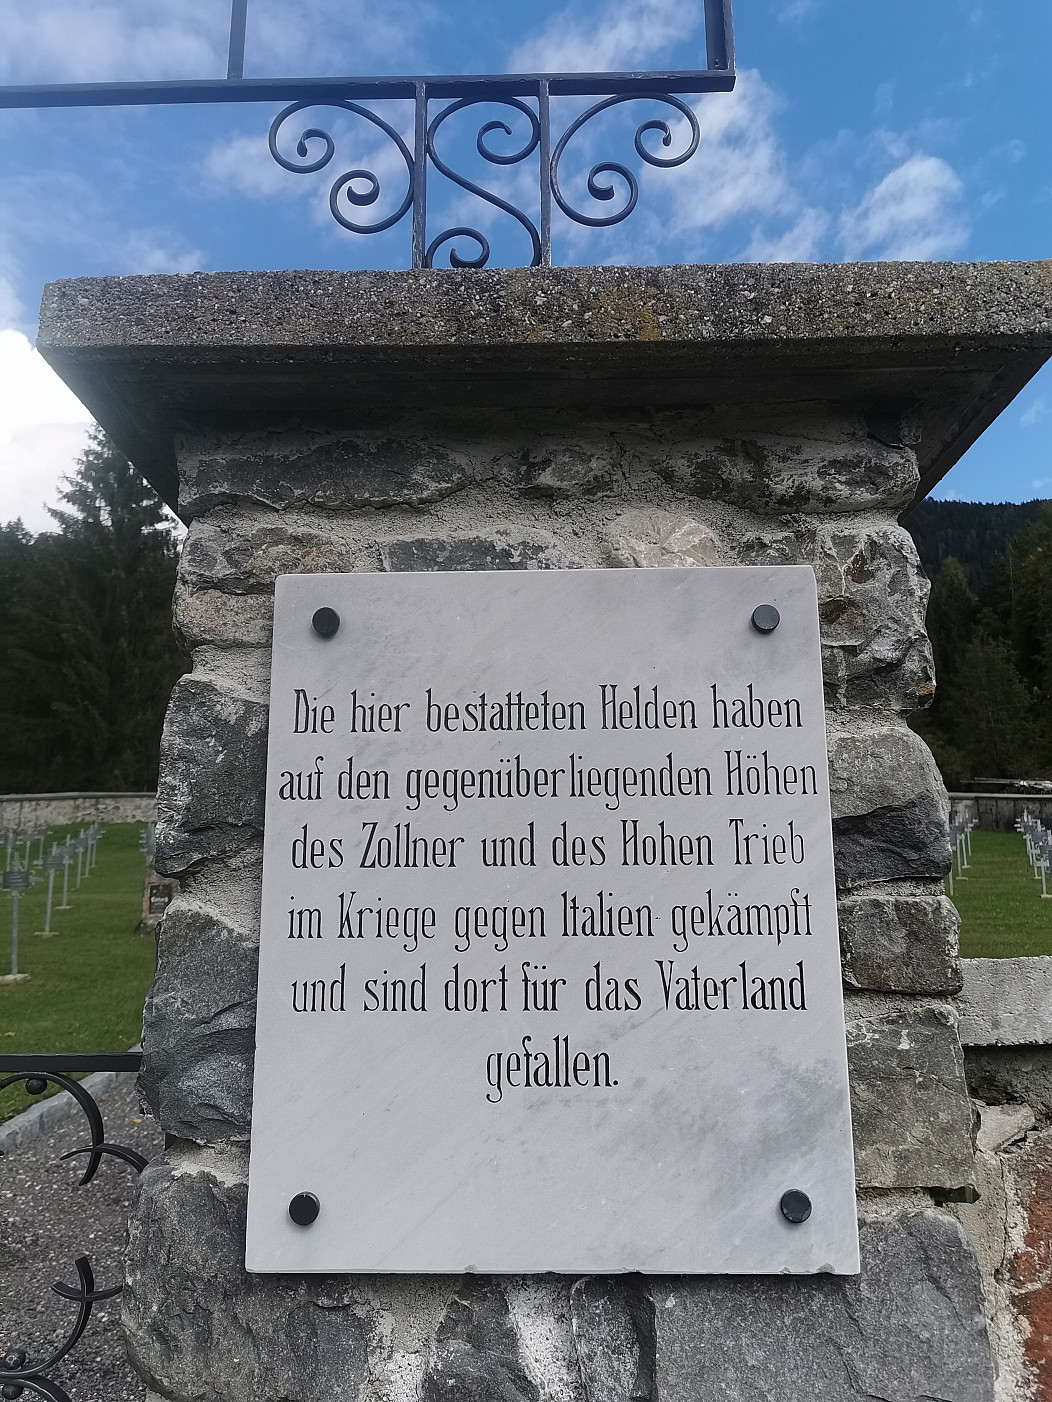 Die hier bestatteten Helden haben
auf den gegenüberliegenden Höhen
des Zollner und des Hohen Trieb
im Kriege gegen Italien gekämpft
und sind dort für das Vaterland
gefallen.